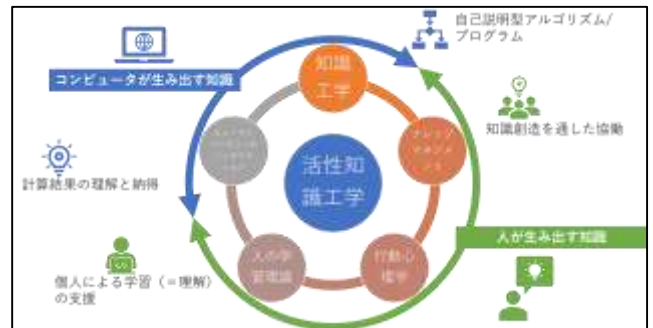 自己説明型アルゴリズム/
プログラム
コンピュータが生み出す知識
知識
工学
知識創造を通した協働
活性知
識工学
計算結果の理解と納得
人が生み出す知識
行動心
理学
個人による学習（＝理解）
の支援